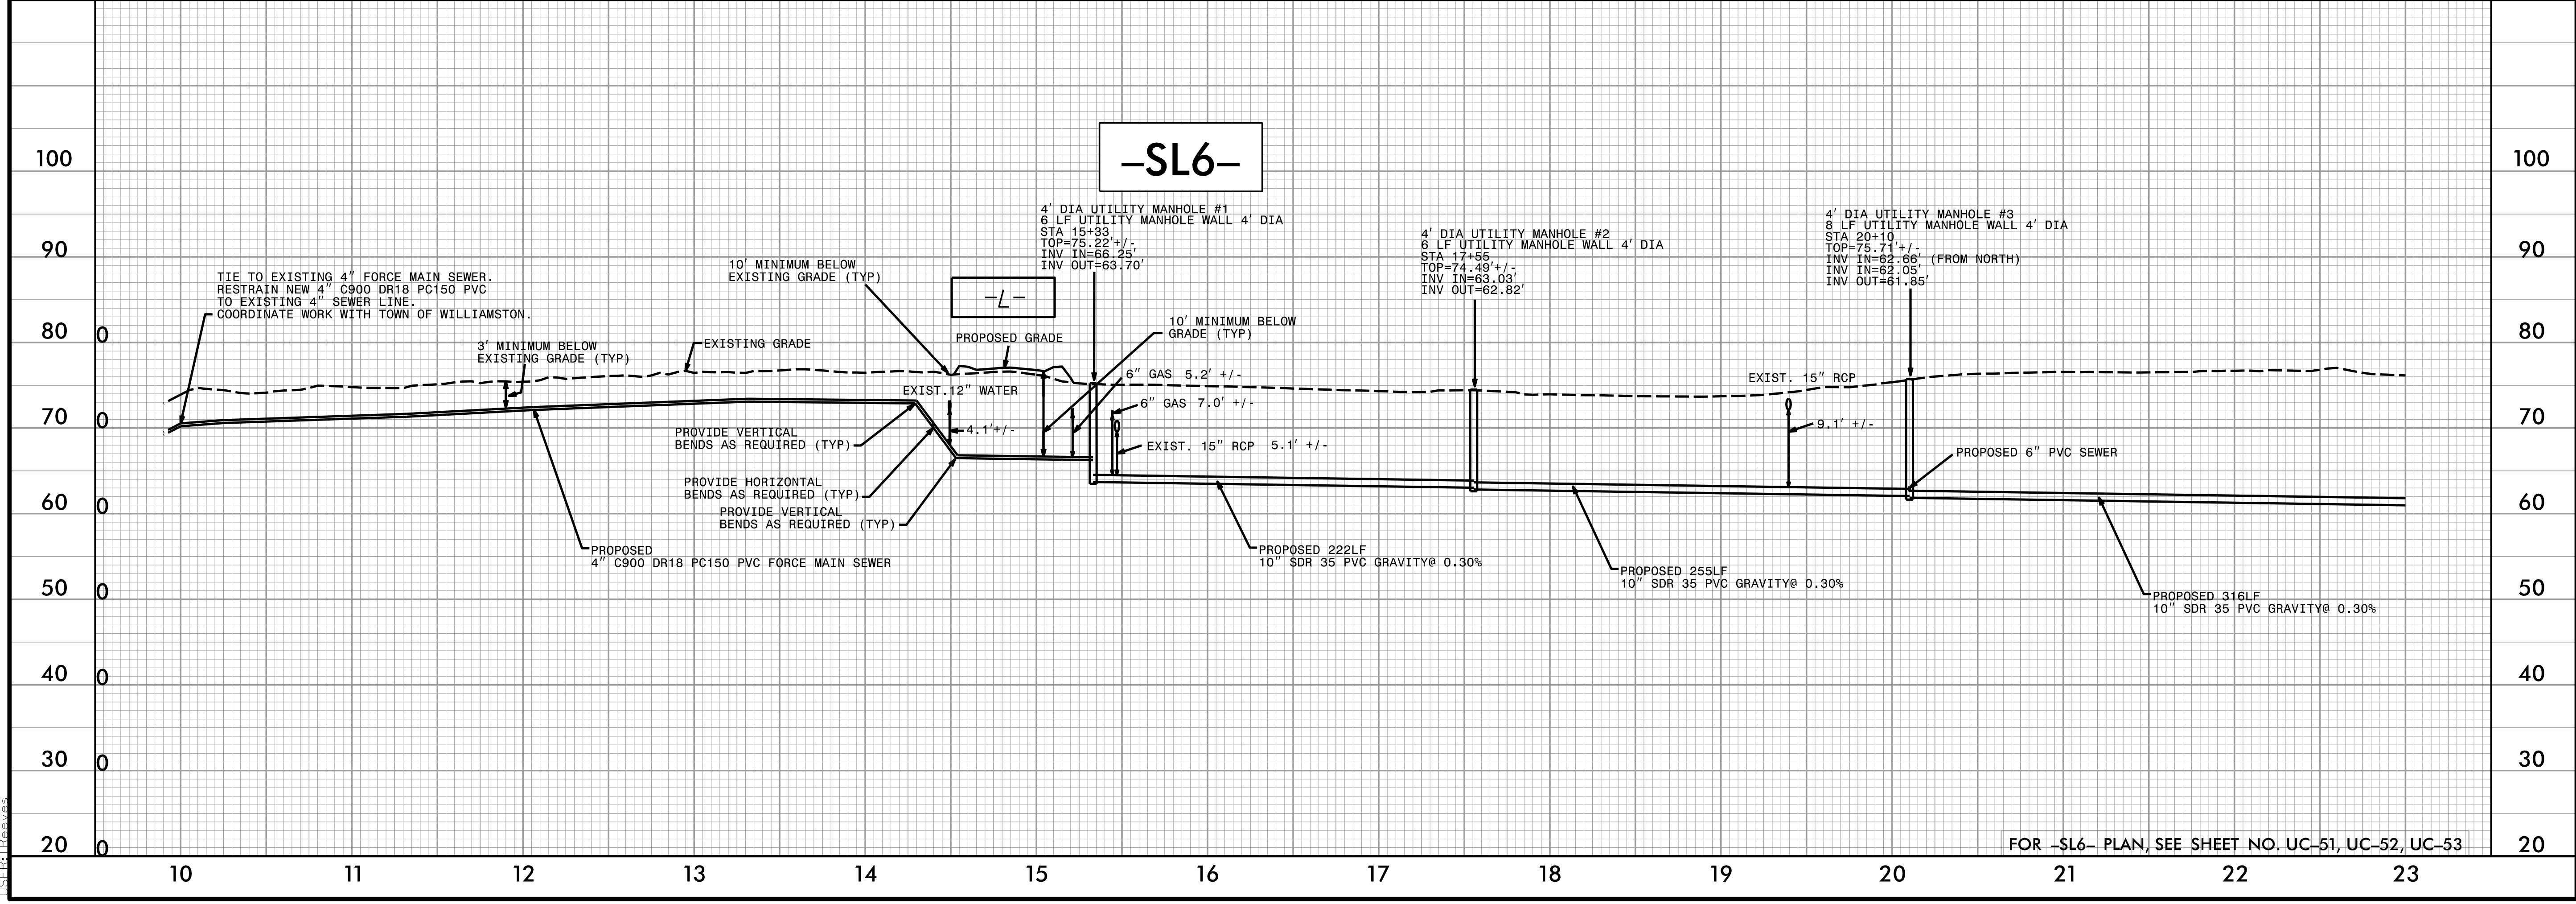 100
90
80
70
60
50
40
30
20
0
0
0
0
0
0
0
–SL6–
-L-
TIE TO EXISTING 4" FORCE MAIN SEWER.
RESTRAIN NEW 4" C900 DR18 PC150 PVC
TO EXISTING 4" SEWER LINE.
COORDINATE WORK WITH TOWN OF WILLIAMSTON.
3' MINIMUM BELOW
EXISTING GRADE (TYP)
EXISTING GRADE
10' MINIMUM BELOW
EXISTING GRADE (TYP)
PROPOSED GRADE
4' DIA UTILITY MANHOLE #1
6 LF UTILITY MANHOLE WALL 4' DIA
STA 15+33
TOP=75.22'+/-
INV IN=66.25'
INV OUT=63.70'
10' MINIMUM BELOW
GRADE (TYP)
6" GAS 5.2' +/-
EXIST.12" WATER
6" GAS 7.0' +/-
4.1'+/-
EXIST. 15" RCP 5.1' +/-
PROVIDE VERTICAL
BENDS AS REQUIRED (TYP)
PROVIDE HORIZONTAL
BENDS AS REQUIRED (TYP)
PROVIDE VERTICAL
BENDS AS REQUIRED (TYP)
PROPOSED
4" C900 DR18 PC150 PVC FORCE MAIN SEWER
PROPOSED 222LF
10" SDR 35 PVC GRAVITY@ 0.30%
4' DIA UTILITY MANHOLE #2
6 LF UTILITY MANHOLE WALL 4' DIA
STA 17+55
TOP=74.49'+/-
INV IN=63.03'
INV OUT=62.82'
PROPOSED 255LF
10" SDR 35 PVC GRAVITY@ 0.30%
EXIST. 15" RCP
9.1' +/-
4' DIA UTILITY MANHOLE #3
8 LF UTILITY MANHOLE WALL 4' DIA
STA 20+10
TOP=75.71'+/-
INV IN=62.66' (FROM NORTH)
INV IN=62.05'
INV OUT=61.85'
PROPOSED 6" PVC SEWER
PROPOSED 316LF
10" SDR 35 PVC GRAVITY@ 0.30%
100
90
80
70
60
50
40
30
20
FOR –SL6– PLAN, SEE SHEET NO. UC–51, UC–52, UC–53
10 11 12 13 14 15 16 17 18 19 20 21 22 23